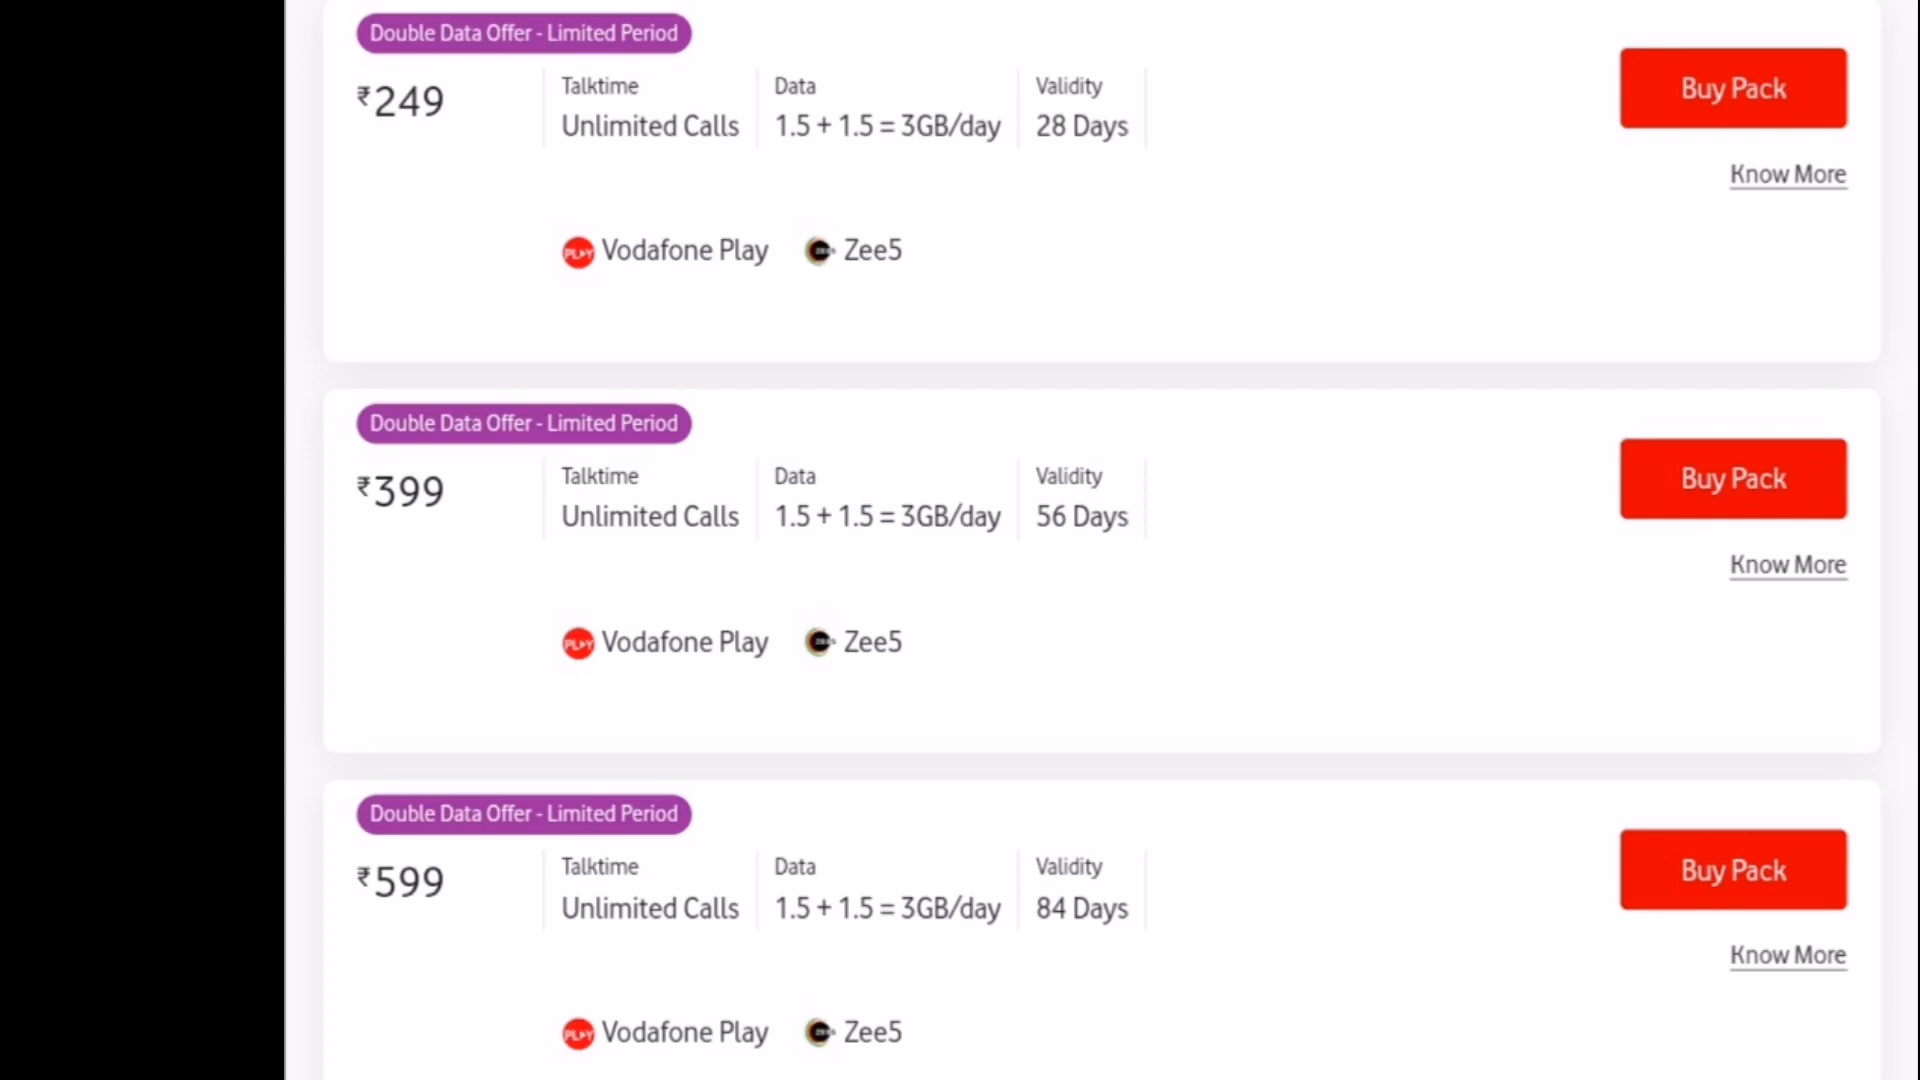 Double Data Offer - Limited Period
₹249
Talktime
Data
Validity
Unlimited Calls
1.5 + 1.5 = 3GB/day
28 Days
Buy Pack
Know More
PLAY Vodafone Play
Zee5
Double Data Offer - Limited Period
₹399
Talktime
Data
Validity
Unlimited Calls
1.5 + 1.5 = 3GB/day
56 Days
Buy Pack
Know More
PLAY Vodafone Play
Zee5
Double Data Offer - Limited Period
₹599
Talktime
Data
Validity
Unlimited Calls
1.5 + 1.5 = 3GB/day
84 Days
Buy Pack
Know More
PLAY Vodafone Play
Zee5